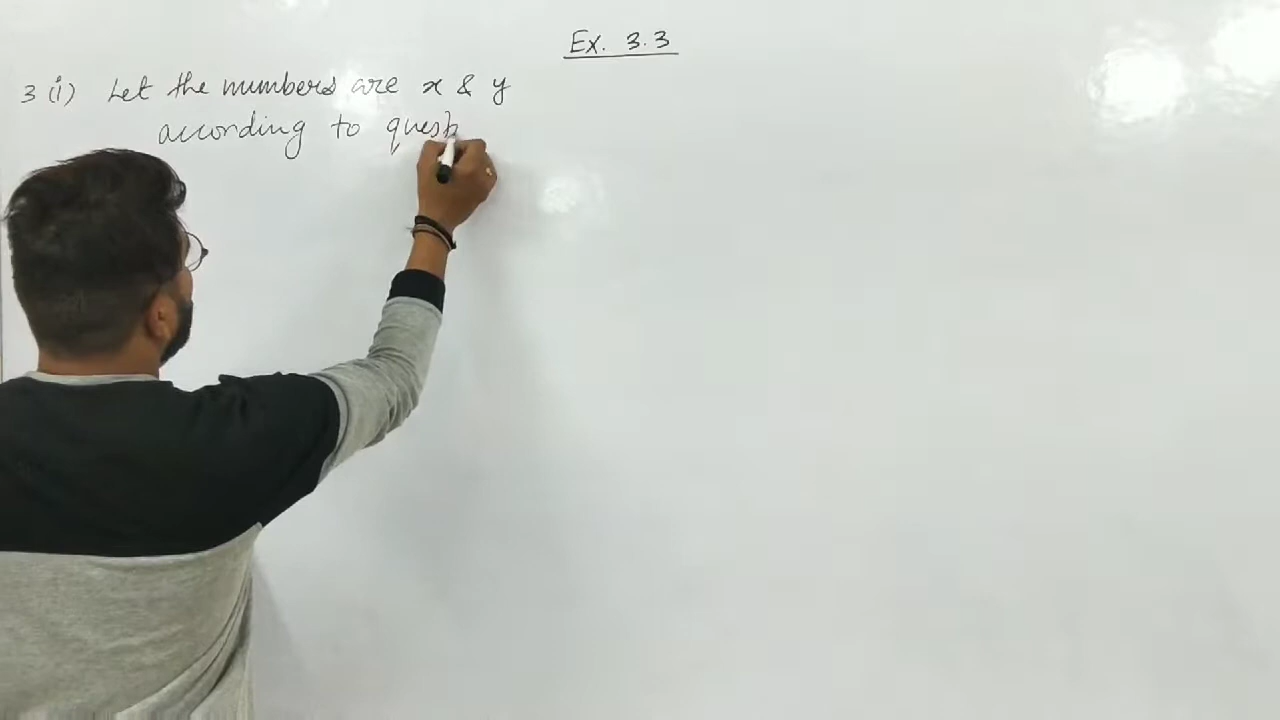 Ex. 3.3
3 (i) Let the numbers are x & y
according to quest